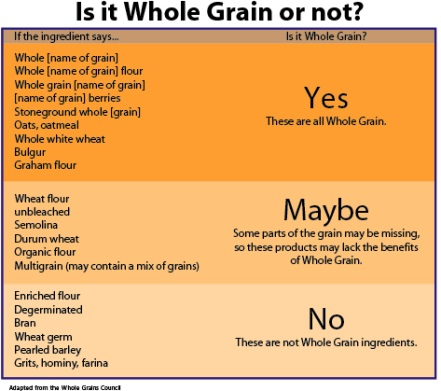 Is it Whole Grain or not?
If the ingredient says...
Is it Whole Grain?
Whole [name of grain]
Whole [name of grain] flour
Whole grain [name of grain]
[name of grain] berries
Stoneground whole [grain]
Oats, oatmeal
Whole white wheat
Bulgur
Graham flour
Yes
These are all Whole Grain.
Wheat flour
unbleached
Semolina
Durum wheat
Organic flour
Multigrain (may contain a mix of grains)
Maybe
Some parts of the grain may be missing,
so these products may lack the benefits
of Whole Grain.
Enriched flour
Degerminated
Bran
Wheat germ
Pearled barley
Grits, hominy, farina
No
These are not Whole Grain ingredients.
Adapted from the Whole Grains Council